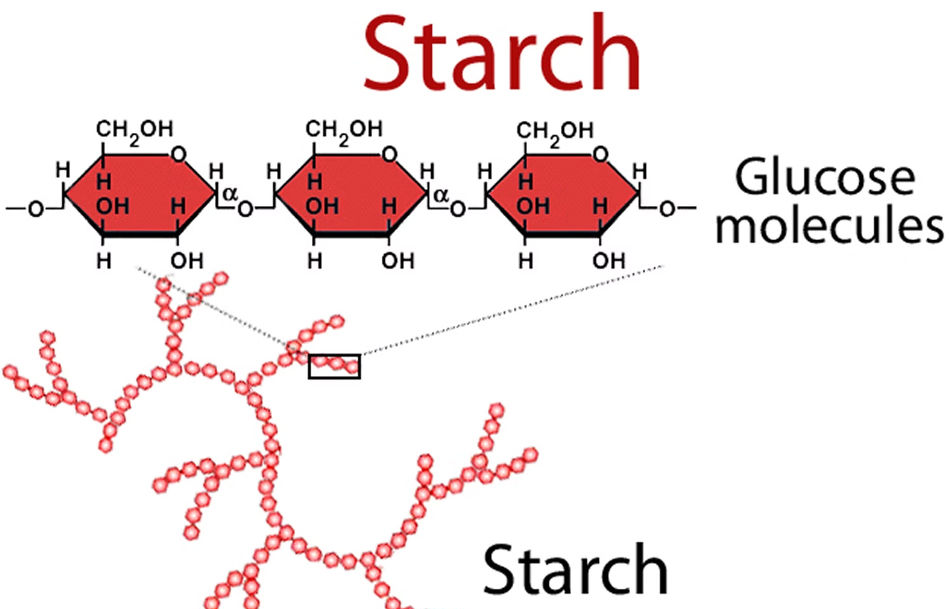 Starch
CH2OH CH2OH CH2OH
O O O
H H H H H H
H H H
α α
OH H OH H OH H
O O O O
H OH H OH H OH
Glucose
molecules
Starch